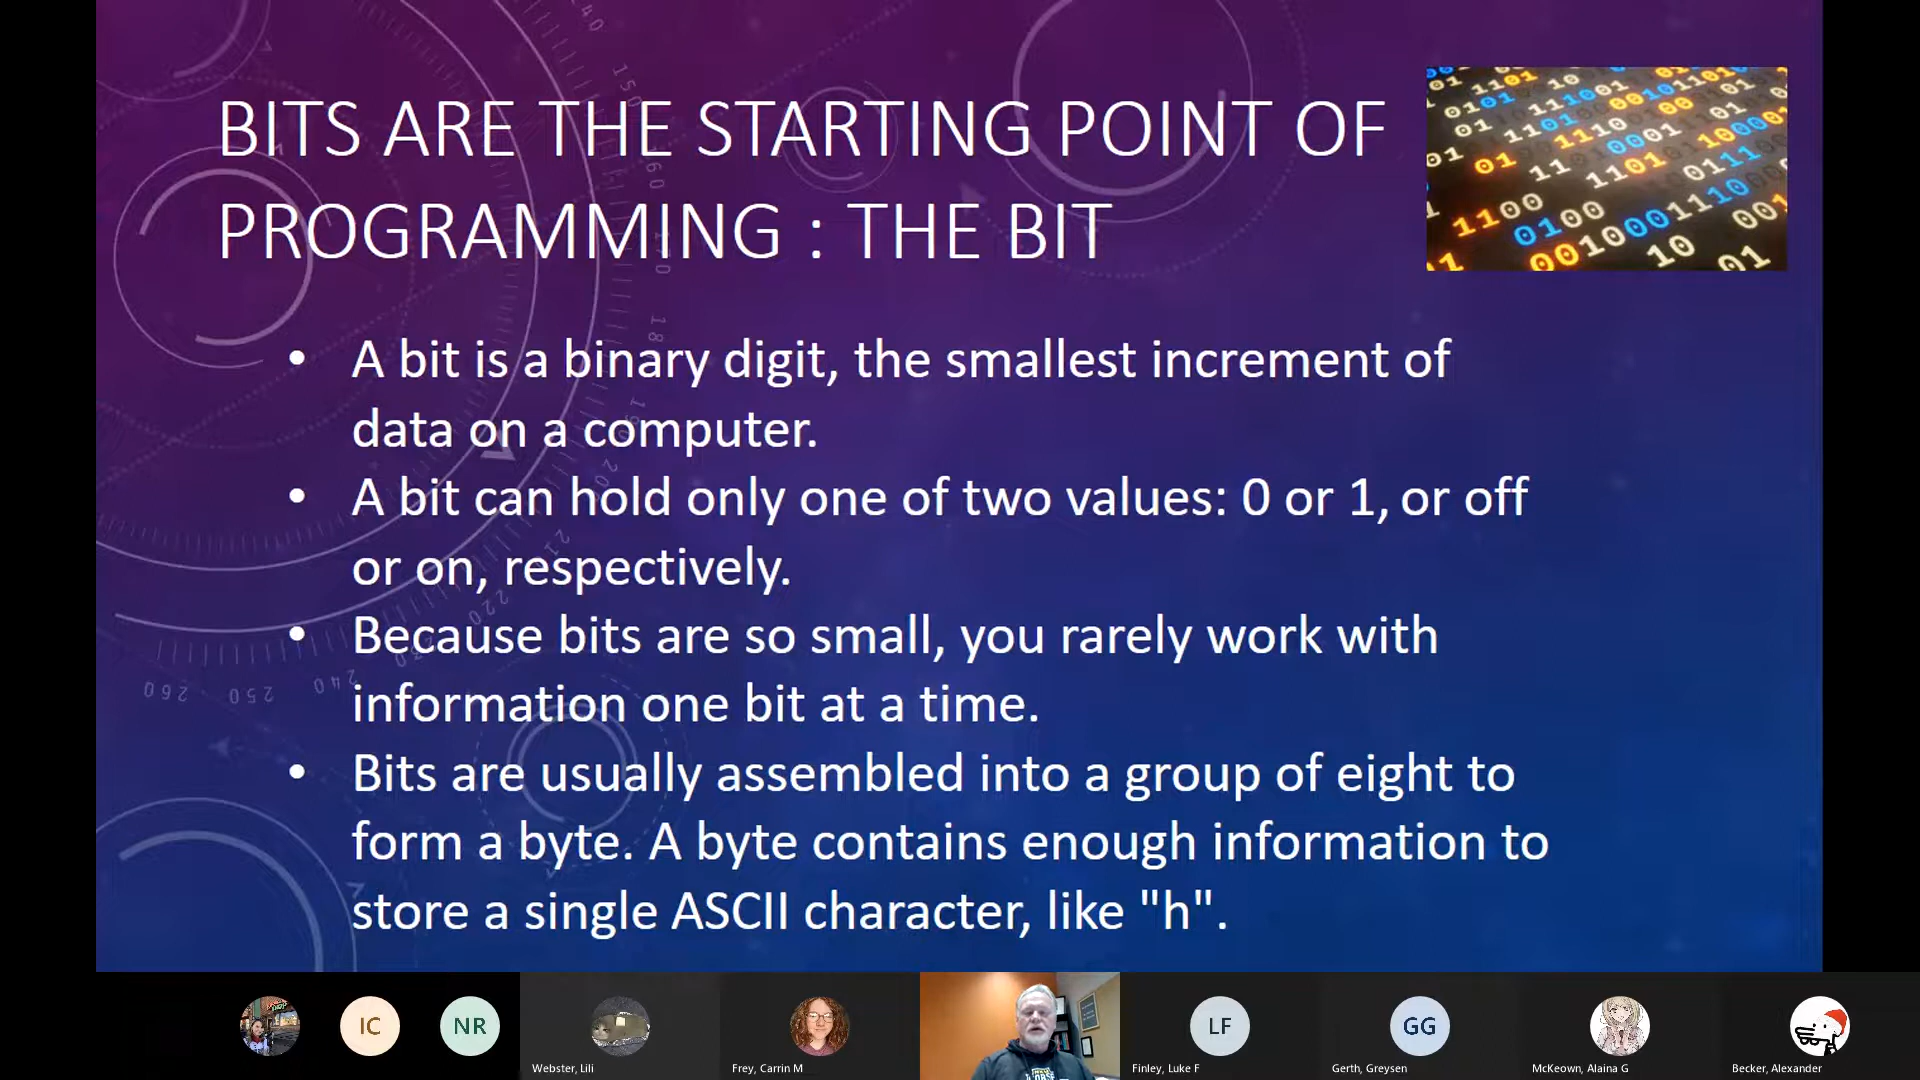 BITS ARE THE STARTING POINT OF
PROGRAMMING : THE BIT
• A bit is a binary digit, the smallest increment of
data on a computer.
• A bit can hold only one of two values: 0 or 1, or off
or on, respectively.
• Because bits are so small, you rarely work with
information one bit at a time.
• Bits are usually assembled into a group of eight to
form a byte. A byte contains enough information to
store a single ASCII character, like "h".
IC
NR
LF
GG
Webster, Lili
Frey, Carrin M
Finley, Luke F
Gerth, Greysen
McKeown, Alaina G
Becker, Alexander